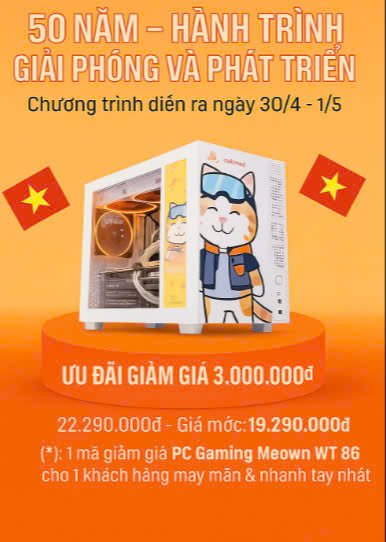 50 NĂM – HÀNH TRÌNH
GIẢI PHÓNG VÀ PHÁT TRIỂN
Chương trình diến ra ngày 30/4 - 1/5
ƯU ĐÃI GIẢM GIÁ 3.000.000đ
22.290.000đ - Giá mớc:19.290.000đ
(*): 1 mã giảm giá PC Gaming Meown WT 86
cho 1 khách hàng may mắn & nhanh tay nhất